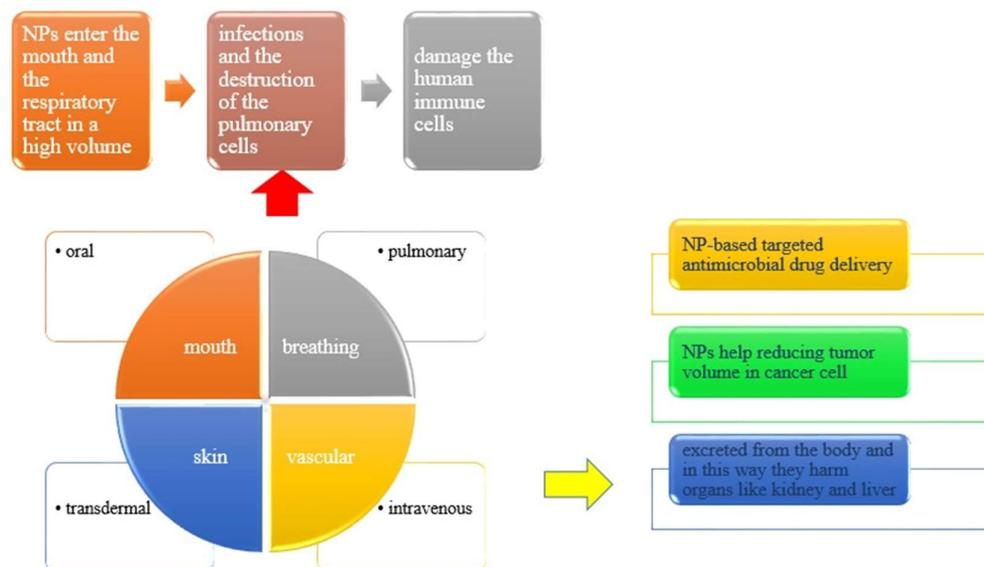 NPs enter the
mouth and
the
respiratory
tract in a
high volume
infections
and the
destruction
of the
pulmonary
cells
damage the
human
immune
cells
• oral
• pulmonary
mouth
breathing
skin
vascular
• transdermal
• intravenous
NP-based targeted
antimicrobial drug delivery
NPs help reducing tumor
volume in cancer cell
excreted from the body and
in this way they harm
organs like kidney and liver